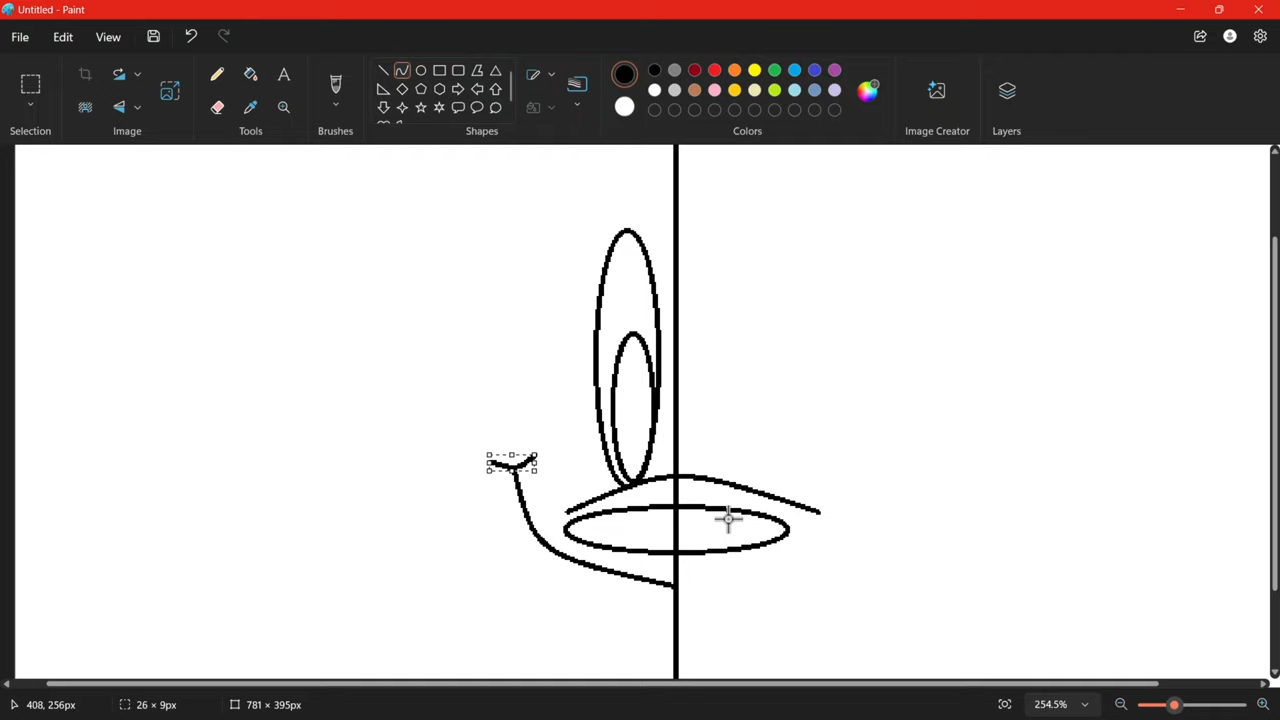 Untitled - Paint
File Edit View
Selection Image Tools Brushes Shapes Colors Image Creator Layers
408, 256px 26 × 9px 781 × 395px 254.5%